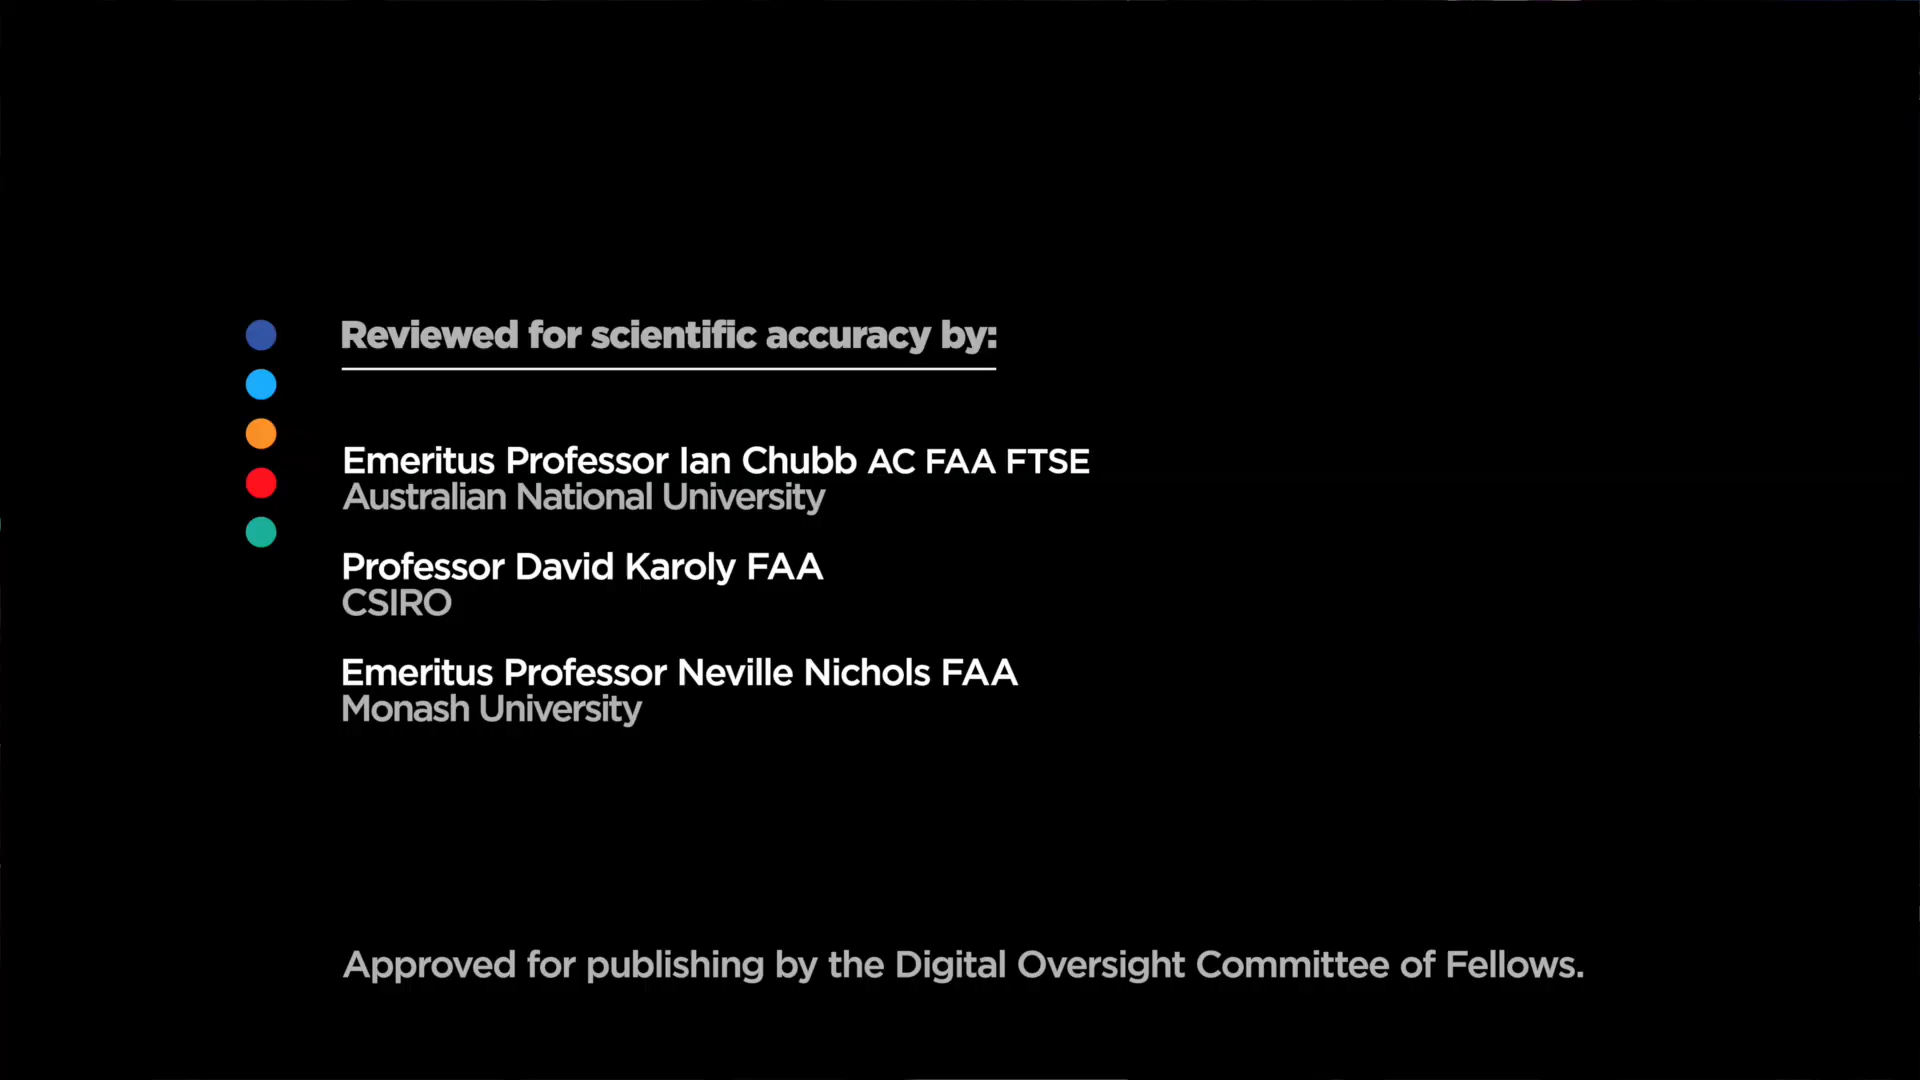 Reviewed for scientific accuracy by:
Emeritus Professor Ian Chubb AC FAA FTSE
Australian National University
Professor David Karoly FAA
CSIRO
Emeritus Professor Neville Nichols FAA
Monash University
Approved for publishing by the Digital Oversight Committee of Fellows.